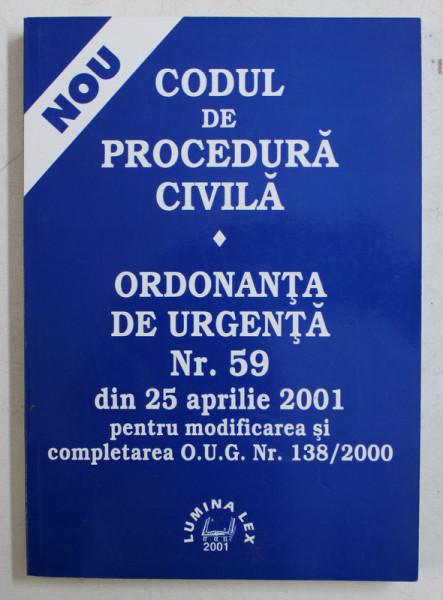 NOU
CODUL
DE
PROCEDURĂ
CIVILĂ
ORDONANŢA
DE URGENŢĂ
Nr. 59
din 25 aprilie 2001
pentru modificarea şi
completarea O.U.G. Nr. 138/2000
LUMINA LEX
2001